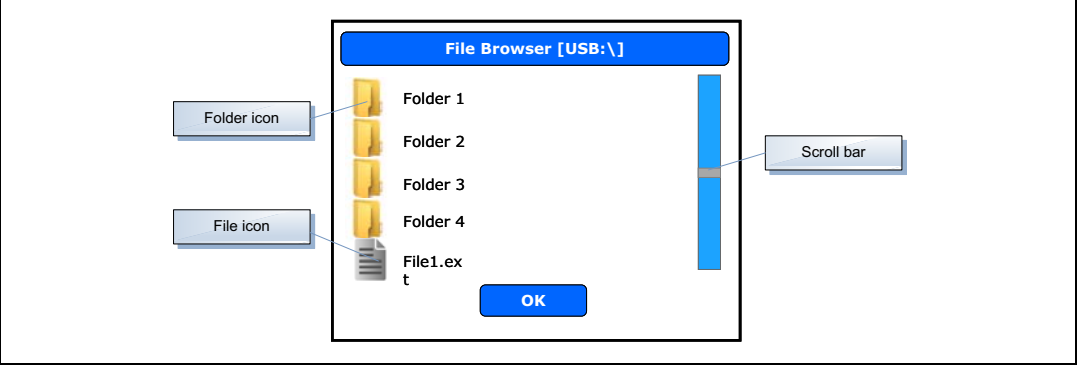 File Browser [USB:\]
Folder 1
Folder icon
Folder 2
Scroll bar
Folder 3
Folder 4
File icon
File1.ex
t
OK